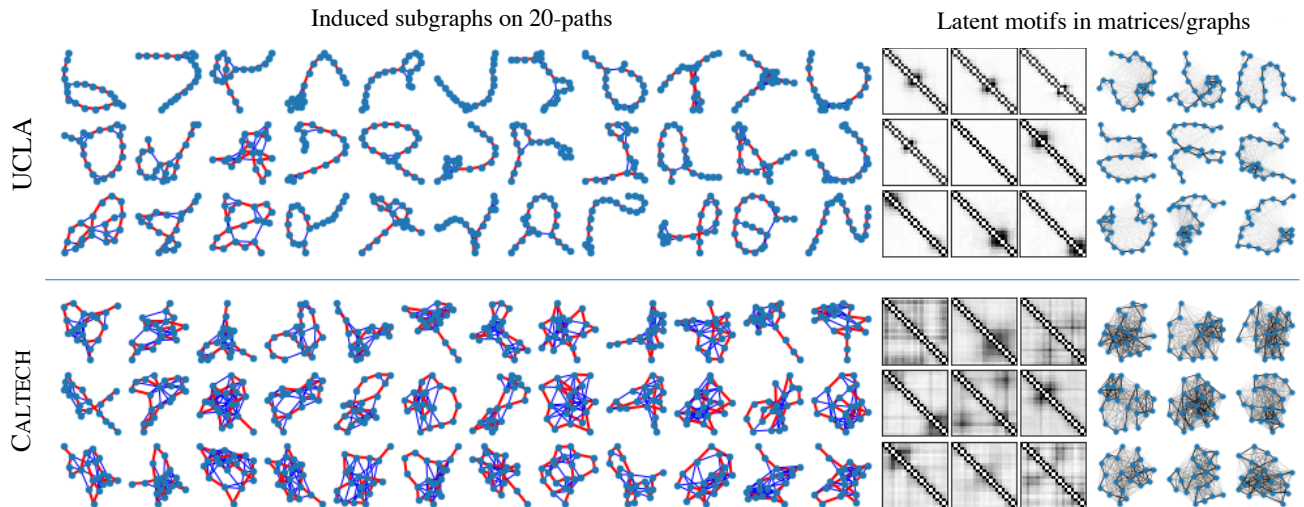 Induced subgraphs on 20-paths
Latent motifs in matrices/graphs
UCLA
CALTECH